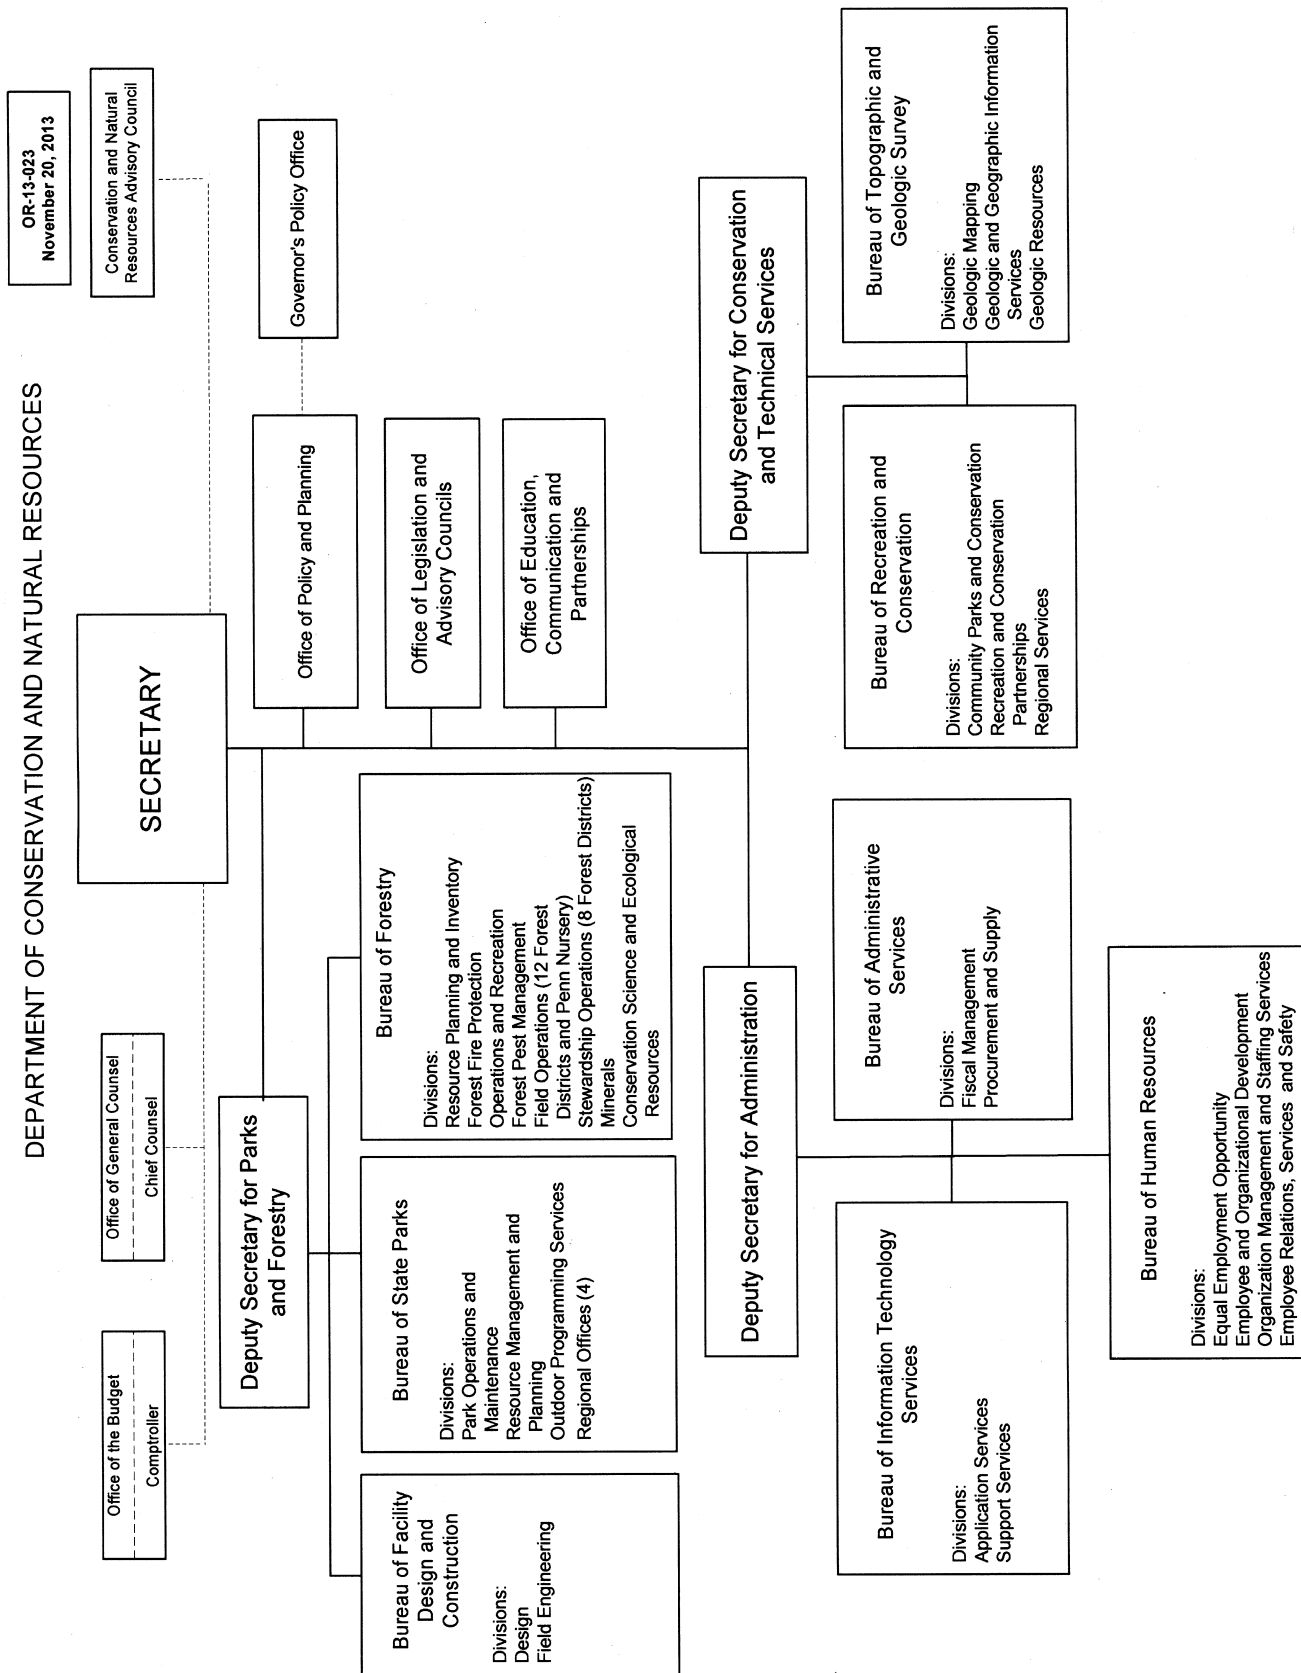 DEPARTMENT OF CONSERVATION AND NATURAL RESOURCES
OR-13-023
November 20, 2013
Office of the Budget
Comptroller
Office of General Counsel
Chief Counsel
SECRETARY
Conservation and Natural
Resources Advisory Council
Deputy Secretary for Parks
and Forestry
Office of Policy and Planning
Governor's Policy Office
Office of Legislation and
Advisory Councils
Office of Education,
Communication and
Partnerships
Bureau of Facility
Design and
Construction
Divisions:
Design
Field Engineering
Bureau of State Parks
Divisions:
Park Operations and
Maintenance
Resource Management and
Planning
Outdoor Programming Services
Regional Offices (4)
Bureau of Forestry
Divisions:
Resource Planning and Inventory
Forest Fire Protection
Operations and Recreation
Forest Pest Management
Field Operations (12 Forest
Districts and Penn Nursery)
Stewardship Operations (8 Forest Districts)
Minerals
Conservation Science and Ecological
Resources
Deputy Secretary for Administration
Deputy Secretary for Conservation
and Technical Services
Bureau of Information Technology
Services
Divisions:
Application Services
Support Services
Bureau of Administrative
Services
Divisions:
Fiscal Management
Procurement and Supply
Bureau of Recreation and
Conservation
Divisions:
Community Parks and Conservation
Recreation and Conservation
Partnerships
Regional Services
Bureau of Topographic and
Geologic Survey
Divisions:
Geologic Mapping
Geologic and Geographic Information
Services
Geologic Resources
Bureau of Human Resources
Divisions:
Equal Employment Opportunity
Employee and Organizational Development
Organization Management and Staffing Services
Employee Relations, Services  and Safety